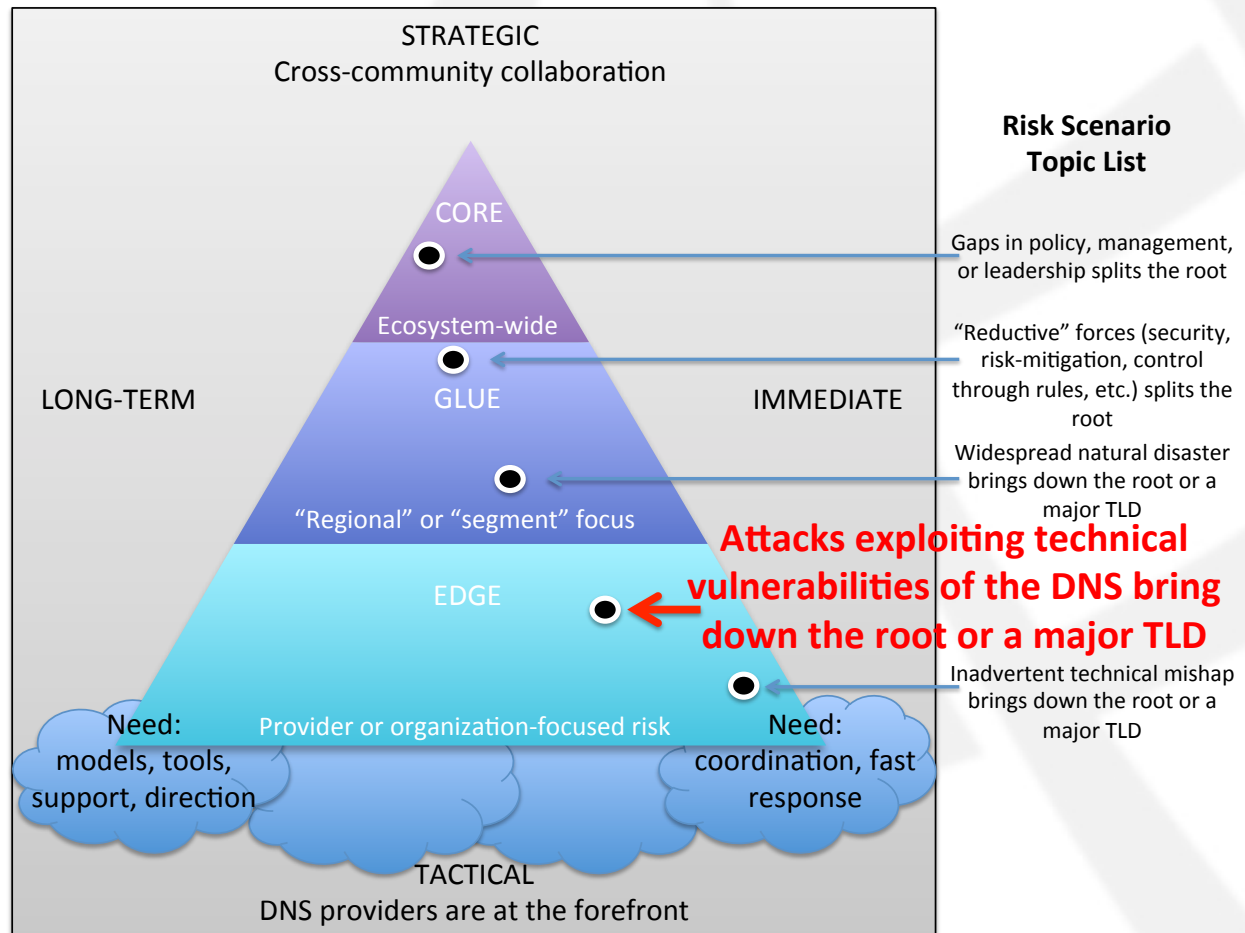 STRATEGIC
Cross-community collaboration
Risk Scenario
Topic List
CORE
Gaps in policy, management,
or leadership splits the root
Ecosystem-wide
“Reductive” forces (security,
risk-mitigation, control
through rules, etc.) splits the
root
LONG-TERM
GLUE
IMMEDIATE
Widespread natural disaster
brings down the root or a
major TLD
“Regional” or “segment” focus
Attacks exploiting technical
vulnerabilities of the DNS bring
down the root or a major TLD
EDGE
Inadvertent technical mishap
brings down the root or a
major TLD
Provider or organization-focused risk
Need:
models, tools,
support, direction
Need:
coordination, fast
response
TACTICAL
DNS providers are at the forefront